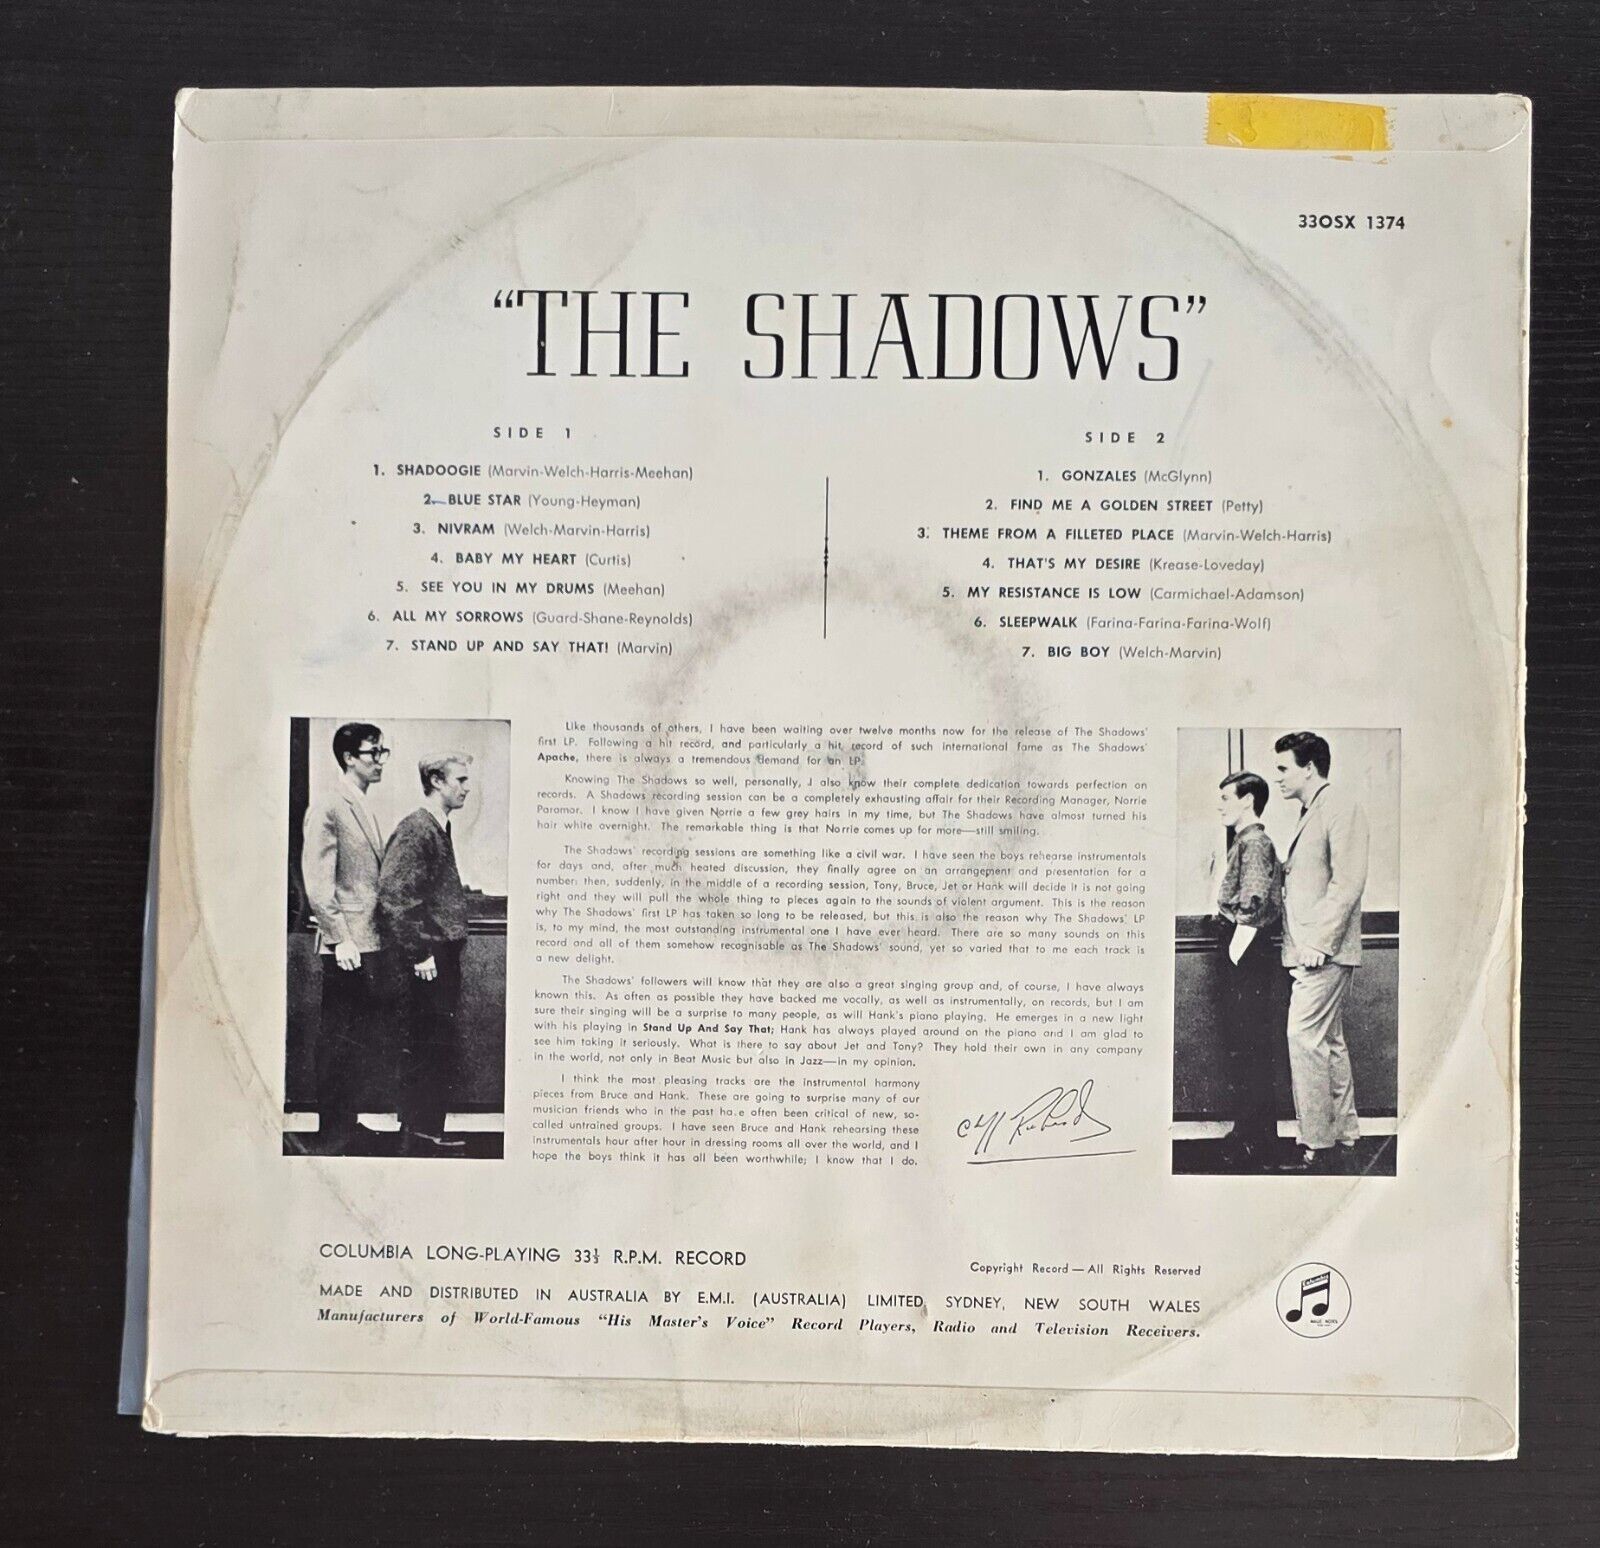 33OSX 1374
"THE SHADOWS"
SIDE 1
1. SHADOOGIE (Marvin-Welch-Harris-Meehan)
2. BLUE STAR (Young-Heyman)
3. NIVRAM (Welch-Marvin-Harris)
4. BABY MY HEART (Curtis)
5. SEE YOU IN MY DRUMS (Meehan)
6. ALL MY SORROWS (Guard-Shane-Reynolds)
7. STAND UP AND SAY THAT! (Marvin)
SIDE 2
1. GONZALES (McGlynn)
2. FIND ME A GOLDEN STREET (Petty)
3. THEME FROM A FILLETED PLACE (Marvin-Welch-Harris)
4. THAT'S MY DESIRE (Krease-Loveday)
5. MY RESISTANCE IS LOW (Carmichael-Adamson)
6. SLEEPWALK (Farina-Farina-Farina-Wolf)
7. BIG BOY (Welch-Marvin)
Like thousands of others, I have been waiting over twelve months now for the release of The Shadows'
first LP. Following a hit record, and particularly a hit record of such international fame as The Shadows'
Apache, there is always a tremendous demand for an LP.
Knowing The Shadows so well, personally, I also know their complete dedication towards perfection on
records. A Shadows recording session can be a completely exhausting affair for their Recording Manager, Norrie
Paramor. I know I have given Norrie a few grey hairs in my time, but The Shadows have almost turned his
hair white overnight. The remarkable thing is that Norrie comes up for more—still smiling.
The Shadows' recording sessions are something like a civil war. I have seen the boys rehearse instrumentals
for days and, after much heated discussion, they finally agree on an arrangement and presentation for a
number; then, suddenly, in the middle of a recording session, Tony, Bruce, Jet or Hank will decide it is not going
right and they will pull the whole thing to pieces again to the sounds of violent argument. This is the reason
why The Shadows' first LP has taken so long to be released, but this is also the reason why The Shadows' LP
is, to my mind, the most outstanding instrumental one I have ever heard. There are so many sounds on this
record and all of them somehow recognisable as The Shadows' sound, yet so varied that to me each track is
a new delight.
The Shadows' followers will know that they are also a great singing group and, of course, I have always
known this. As often as possible they have backed me vocally, as well as instrumentally, on records, but I am
sure their singing will be a surprise to many people, as will Hank's piano playing. He emerges in a new light
with his playing in Stand Up And Say That; Hank has always played around on the piano and I am glad to
see him taking it seriously. What is there to say about Jet and Tony? They hold their own in any company
in the world, not only in Beat Music but also in Jazz—in my opinion.
I think the most pleasing tracks are the instrumental harmony
pieces from Bruce and Hank. These are going to surprise many of our
musician friends who in the past have often been critical of new, so-
called untrained groups. I have seen Bruce and Hank rehearsing these
instrumentals hour after hour in dressing rooms all over the world, and I
hope the boys think it has all been worthwhile; I know that I do.
Cliff Richard
COLUMBIA LONG-PLAYING 33⅓ R.P.M. RECORD
Copyright Record — All Rights Reserved
MADE AND DISTRIBUTED IN AUSTRALIA BY E.M.I. (AUSTRALIA) LIMITED, SYDNEY, NEW SOUTH WALES
Manufacturers of World-Famous "His Master's Voice" Record Players, Radio and Television Receivers.
Columbia